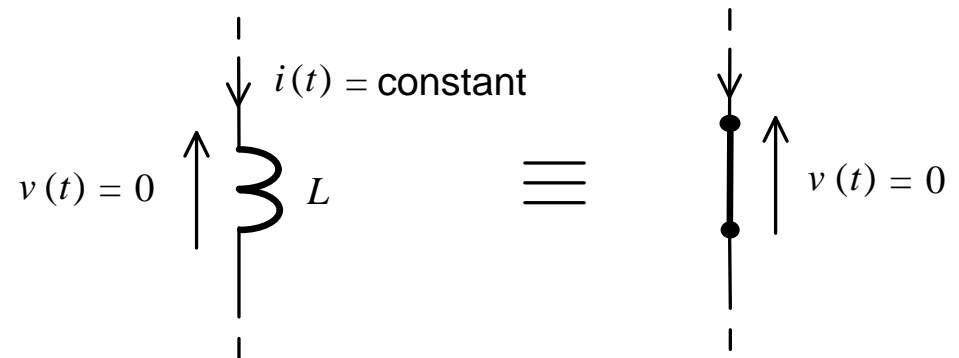 i(t) = constant
v(t) = 0
L
≡
v(t) = 0